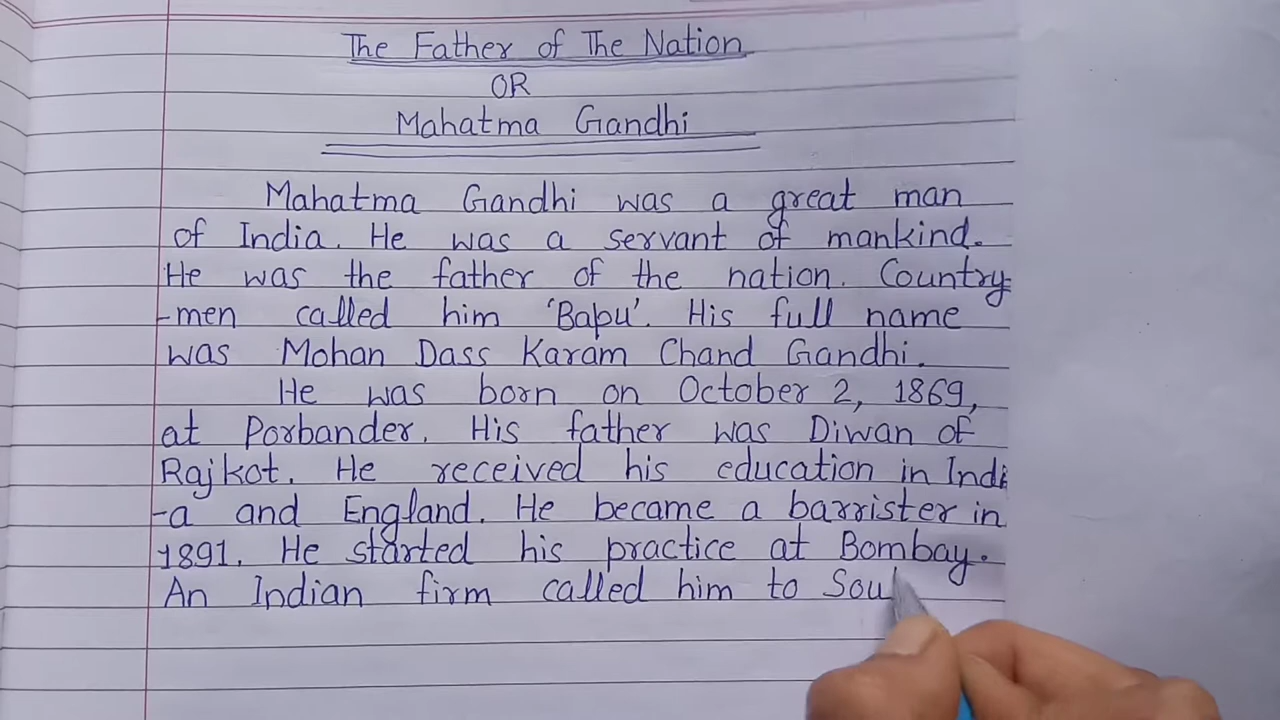 The Father of The Nation
OR
Mahatma Gandhi
Mahatma Gandhi was a great man
of India. He was a servant of mankind.
He was the father of the nation. Country-
-men called him 'Bapu'. His full name
was Mohan Dass Karam Chand Gandhi.
He was born on October 2, 1869,
at Porbander. His father was Diwan of
Rajkot. He received his education in Indi
-a and England. He became a barrister in
1891. He started his practice at Bombay.
An Indian firm called him to Sou